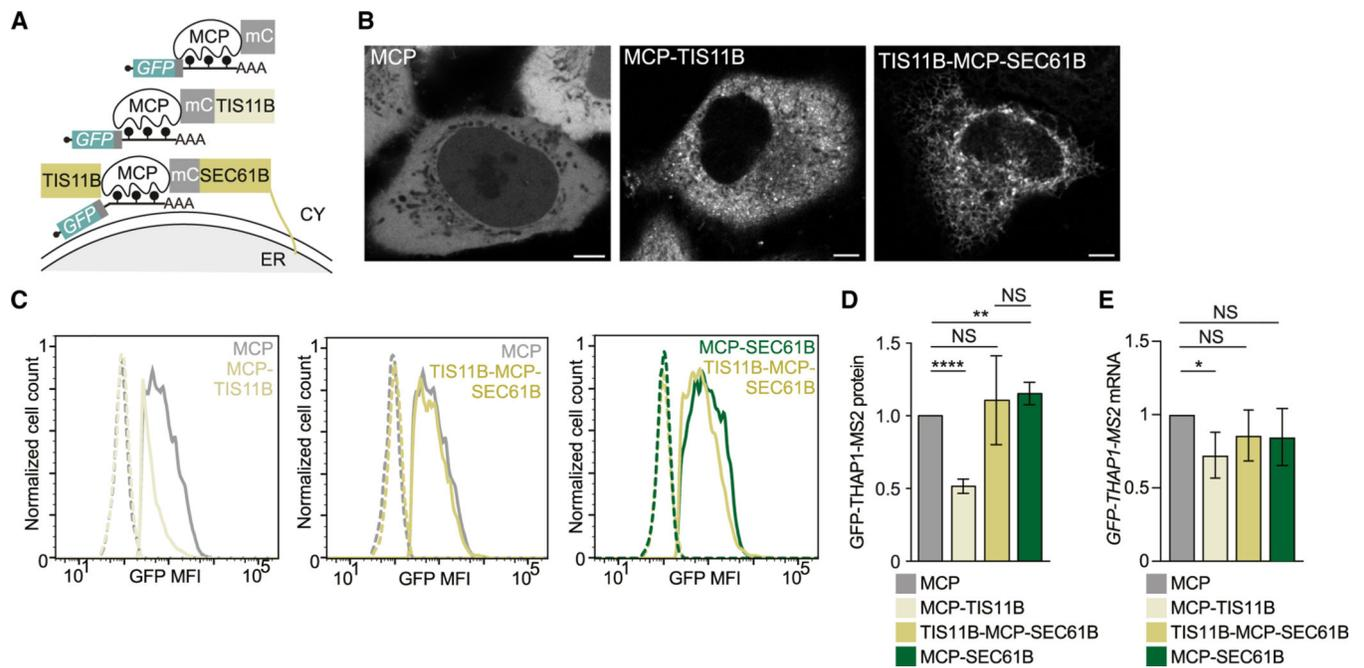 A
MCP mC
GFP AAA
MCP mC TIS11B
GFP AAA
TIS11B MCP mC SEC61B
GFP AAA
CY
ER
B
MCP
MCP-TIS11B
TIS11B-MCP-SEC61B
C
Normalized cell count
1
0
10¹ GFP MFI 10⁵
MCP
MCP-
TIS11B
Normalized cell count
1
0
10¹ GFP MFI 10⁵
MCP
TIS11B-MCP-
SEC61B
Normalized cell count
1
0
10¹ GFP MFI 10⁵
MCP-SEC61B
TIS11B-MCP-
SEC61B
D
NS
**
NS
****
GFP-THAP1-MS2 protein
1.5
1.0
0.5
0
MCP
MCP-TIS11B
TIS11B-MCP-SEC61B
MCP-SEC61B
E
NS
NS
*
GFP-THAP1-MS2 mRNA
1.5
1
0.5
0
MCP
MCP-TIS11B
TIS11B-MCP-SEC61B
MCP-SEC61B